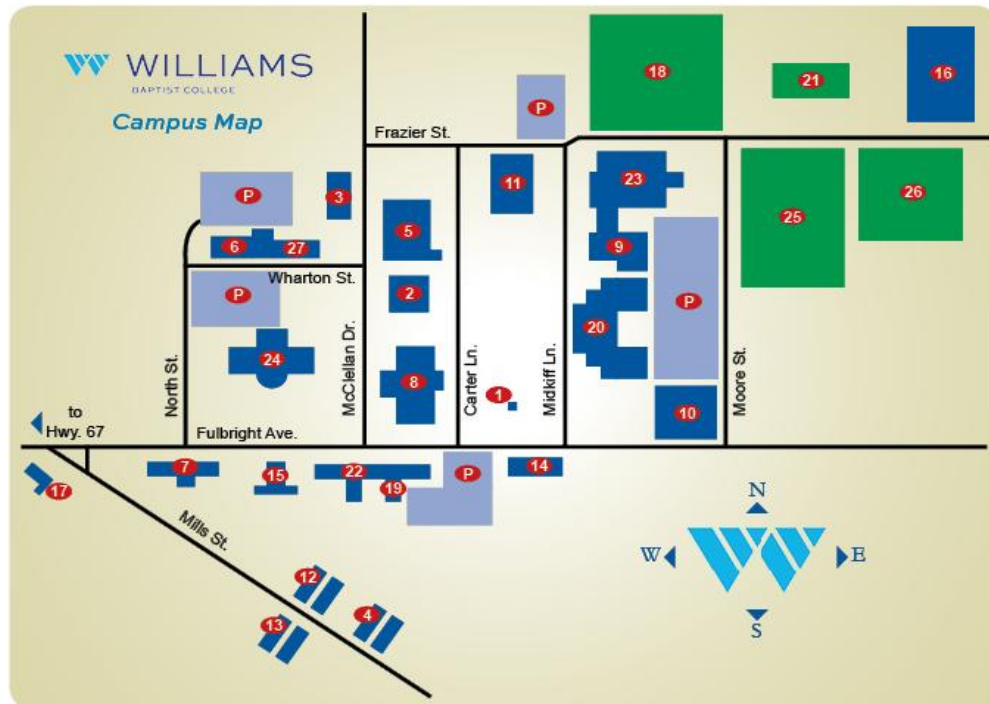 WILLIAMS
BAPTIST COLLEGE
Campus Map
18
21
16
P
Frazier St.
11
23
3
P
5
25
26
6
27
9
Wharton St.
P
2
P
20
24
8
North St.
McClellan Dr.
Carter Ln.
1
Midkiff Ln.
Moore St.
10
to
Hwy. 67
Fulbright Ave.
7
15
22
19
P
14
17
Mills St.
N
W
E
S
12
4
13